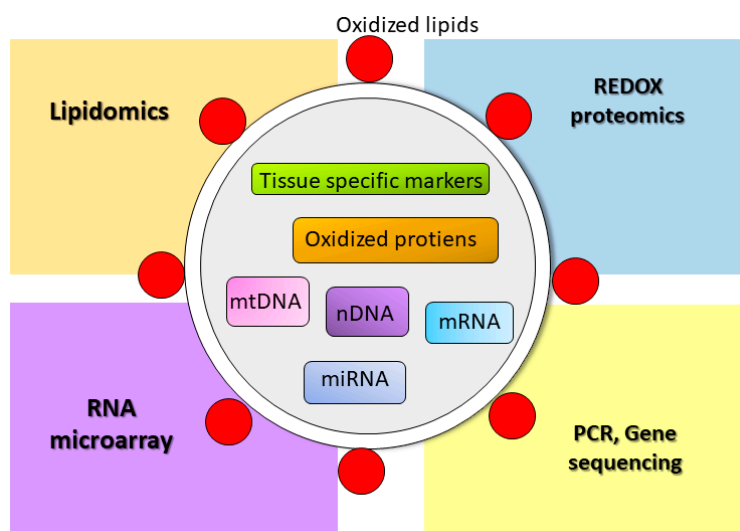 Oxidized lipids
Lipidomics
REDOX
proteomics
Tissue specific markers
Oxidized protiens
mtDNA
nDNA
mRNA
miRNA
RNA
microarray
PCR, Gene
sequencing